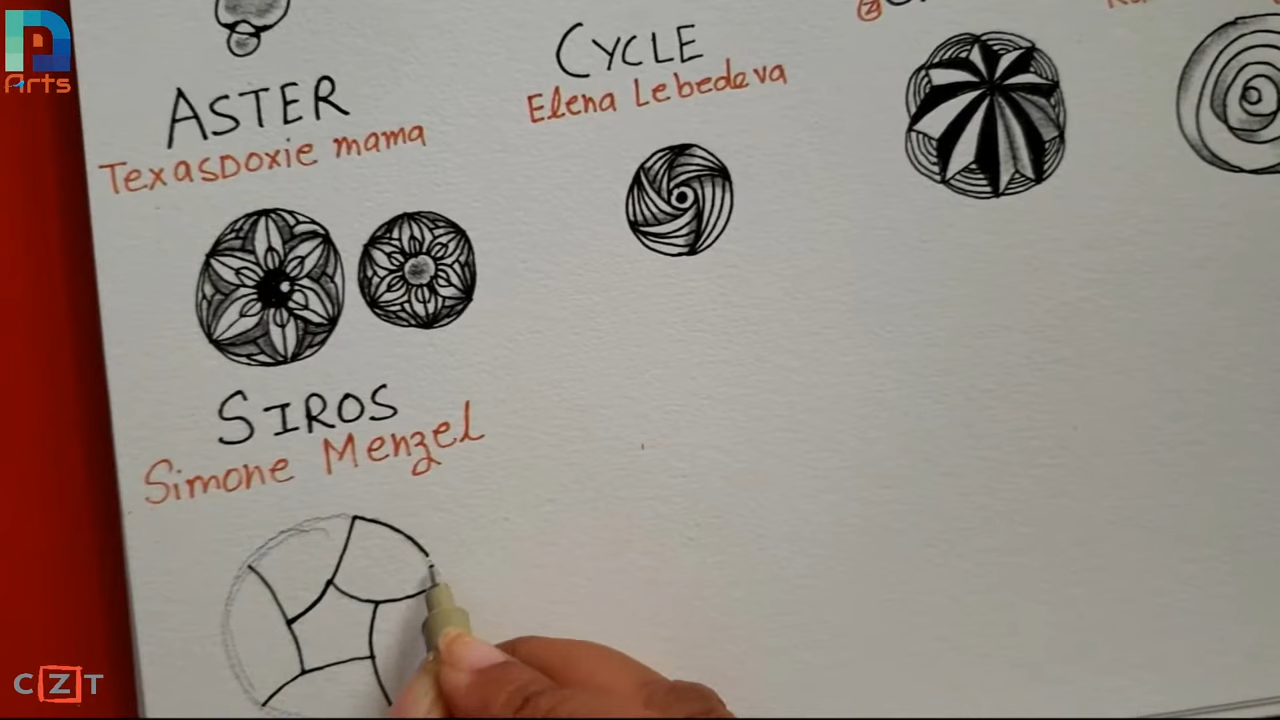 Arts
ASTER
Texasdoxie mama
CYCLE
Elena Lebedeva
SIROS
Simone Menzel
CZT